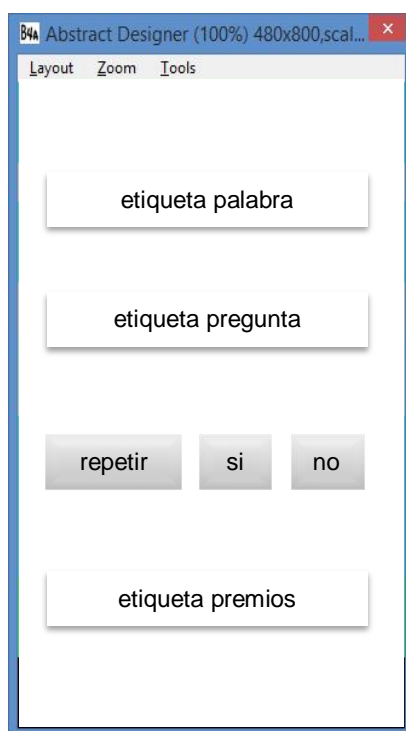 B4A Abstract Designer (100%) 480x800,scal... ×
Layout Zoom Tools
etiqueta palabra
etiqueta pregunta
repetir si no
etiqueta premios